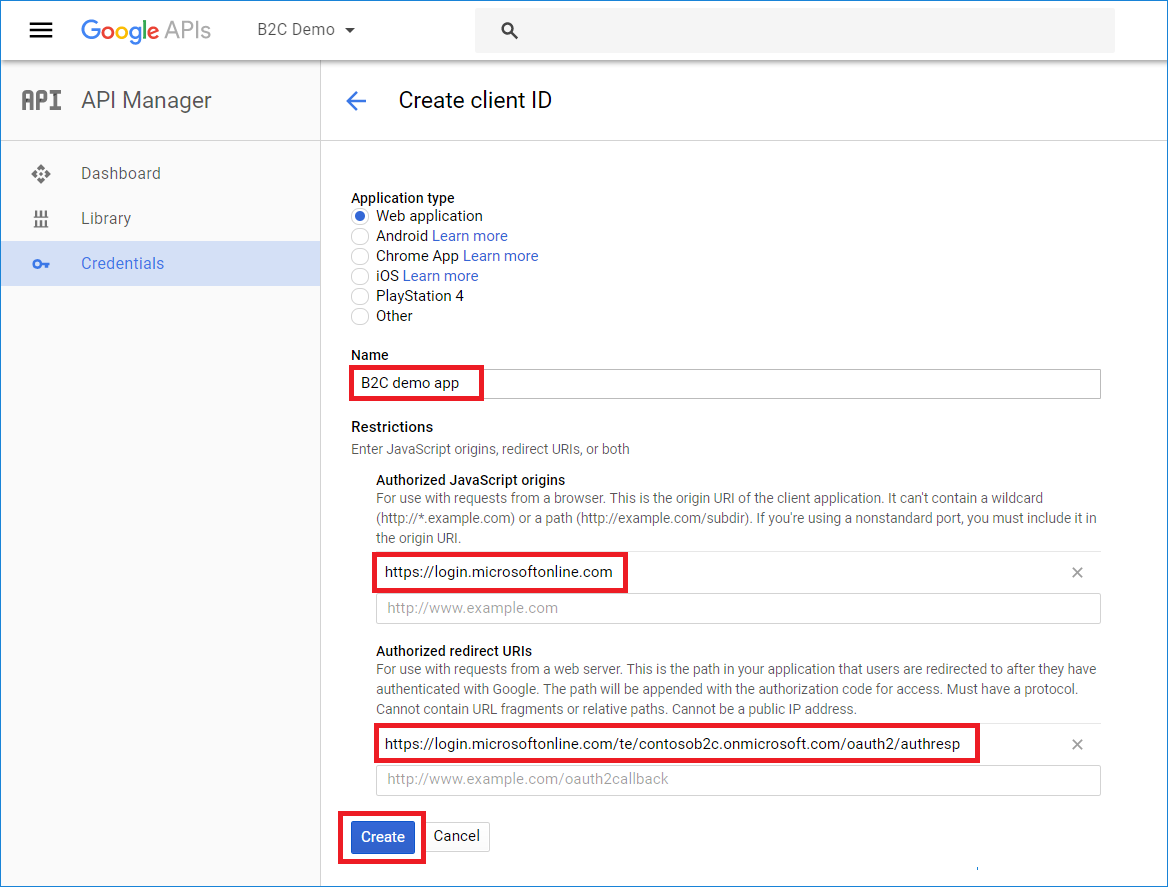 Google APIs
B2C Demo
API
API Manager
Create client ID
Dashboard
Library
Credentials
Application type
Web application
Android Learn more
Chrome App Learn more
iOS Learn more
PlayStation 4
Other
Name
B2C demo app
Restrictions
Enter JavaScript origins, redirect URIs, or both
Authorized JavaScript origins
For use with requests from a browser. This is the origin URI of the client application. It can't contain a wildcard
(http://*.example.com) or a path (http://example.com/subdir). If you're using a nonstandard port, you must include it in
the origin URI.
https://login.microsoftonline.com
http://www.example.com
Authorized redirect URIs
For use with requests from a web server. This is the path in your application that users are redirected to after they have
authenticated with Google. The path will be appended with the authorization code for access. Must have a protocol.
Cannot contain URL fragments or relative paths. Cannot be a public IP address.
https://login.microsoftonline.com/te/contosob2c.onmicrosoft.com/oauth2/authresp
http://www.example.com/oauth2callback
Create
Cancel